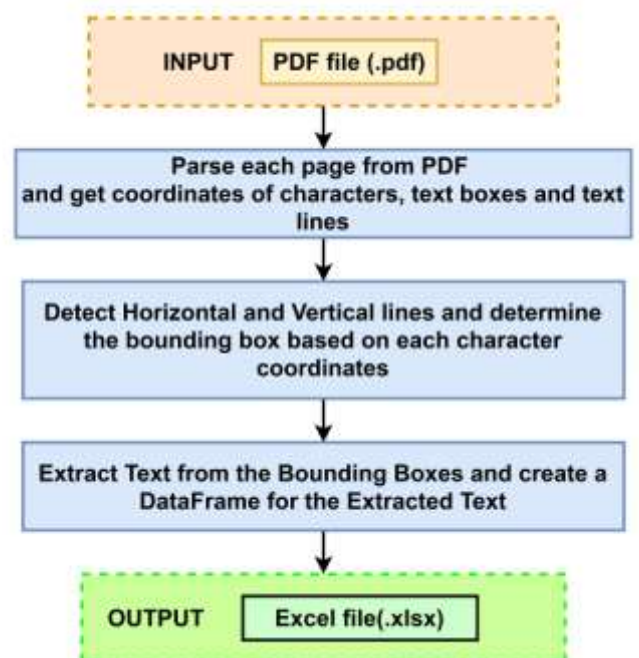 INPUT PDF file (.pdf)
Parse each page from PDF
and get coordinates of characters, text boxes and text
lines
Detect Horizontal and Vertical lines and determine
the bounding box based on each character
coordinates
Extract Text from the Bounding Boxes and create a
DataFrame for the Extracted Text
OUTPUT Excel file(.xlsx)